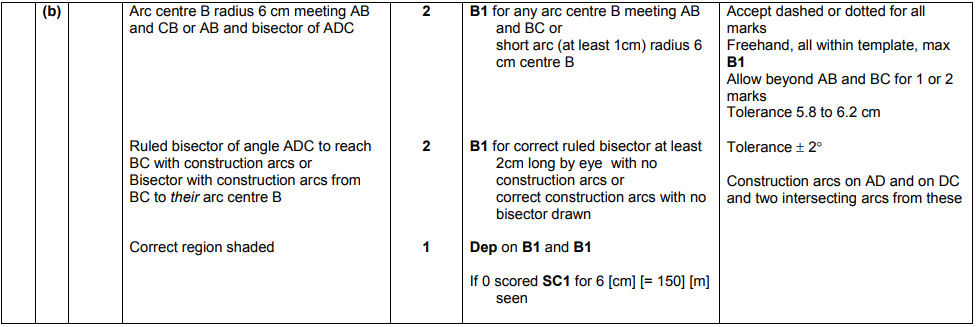 (b)
Arc centre B radius 6 cm meeting AB
and CB or AB and bisector of ADC
2
B1 for any arc centre B meeting AB
and BC or
short arc (at least 1cm) radius 6
cm centre B
Accept dashed or dotted for all
marks
Freehand, all within template, max
B1
Allow beyond AB and BC for 1 or 2
marks
Tolerance 5.8 to 6.2 cm
Ruled bisector of angle ADC to reach
BC with construction arcs or
Bisector with construction arcs from
BC to their arc centre B
2
B1 for correct ruled bisector at least
2cm long by eye with no
construction arcs or
correct construction arcs with no
bisector drawn
Tolerance ± 2°
Construction arcs on AD and on DC
and two intersecting arcs from these
Correct region shaded
1
Dep on B1 and B1
If 0 scored SC1 for 6 [cm] [= 150] [m]
seen